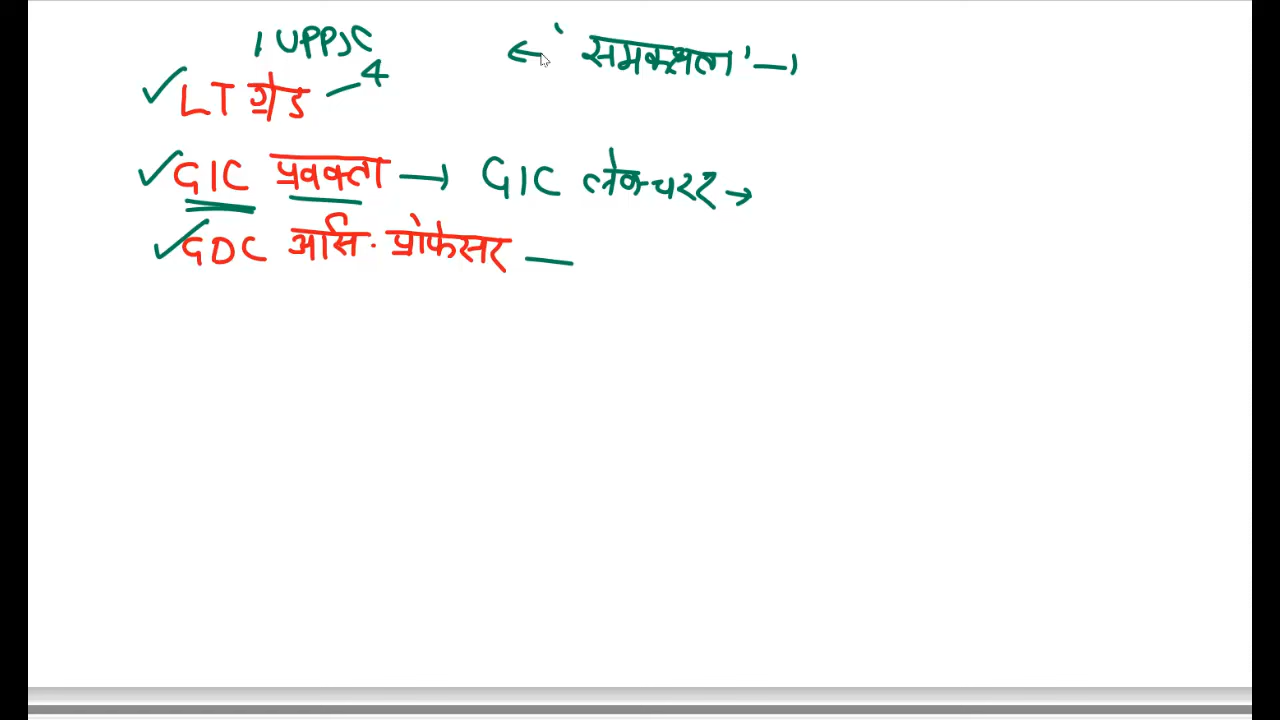 UPPSC ← 'समकक्षता' →
LT ग्रेड – 4
GIC प्रवक्ता → GIC लेक्चरर →
GDC असि. प्रोफेसर –